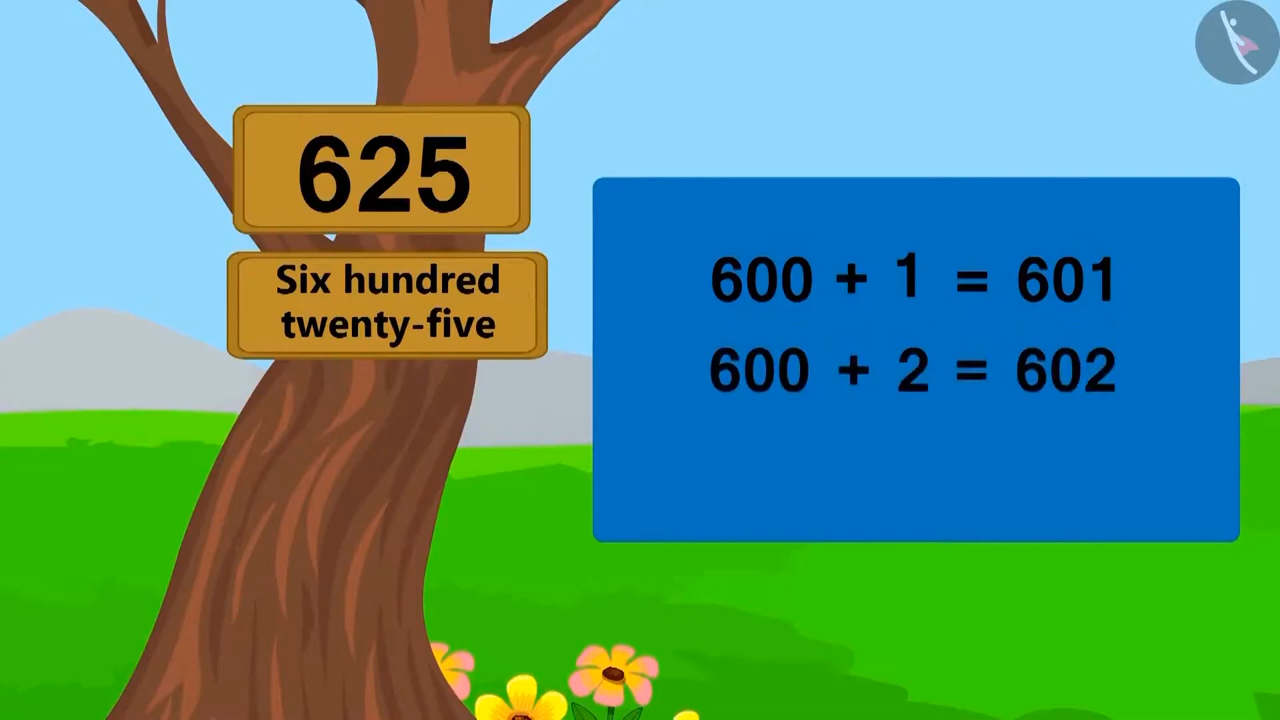 625
Six hundred
twenty-five
600 + 1 = 601
600 + 2 = 602